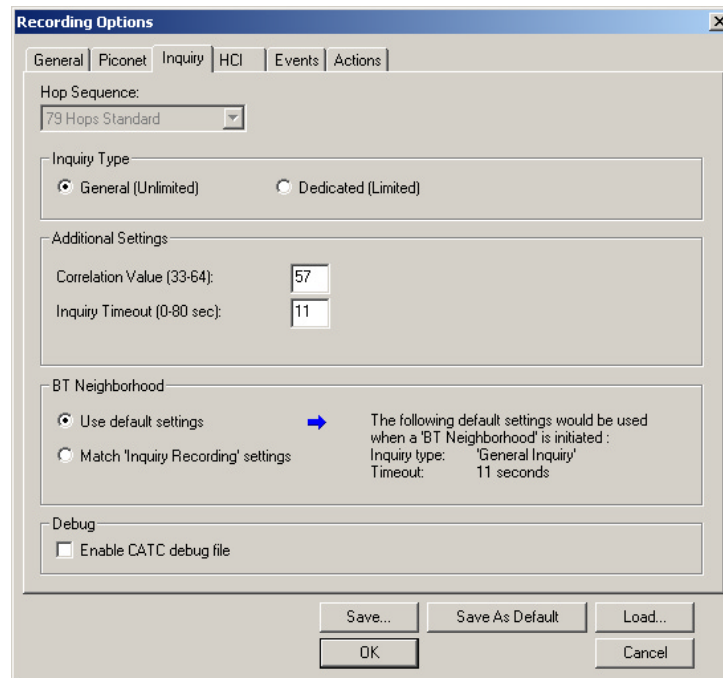 Recording Options
General Piconet Inquiry HCI Events Actions
Hop Sequence:
79 Hops Standard
Inquiry Type
General (Unlimited) Dedicated (Limited)
Additional Settings
Correlation Value (33-64): 57
Inquiry Timeout (0-80 sec): 11
BT Neighborhood
Use default settings
Match 'Inquiry Recording' settings
The following default settings would be used
when a 'BT Neighborhood' is initiated :
Inquiry type: 'General Inquiry'
Timeout: 11 seconds
Debug
Enable CATC debug file
Save... Save As Default Load...
OK Cancel